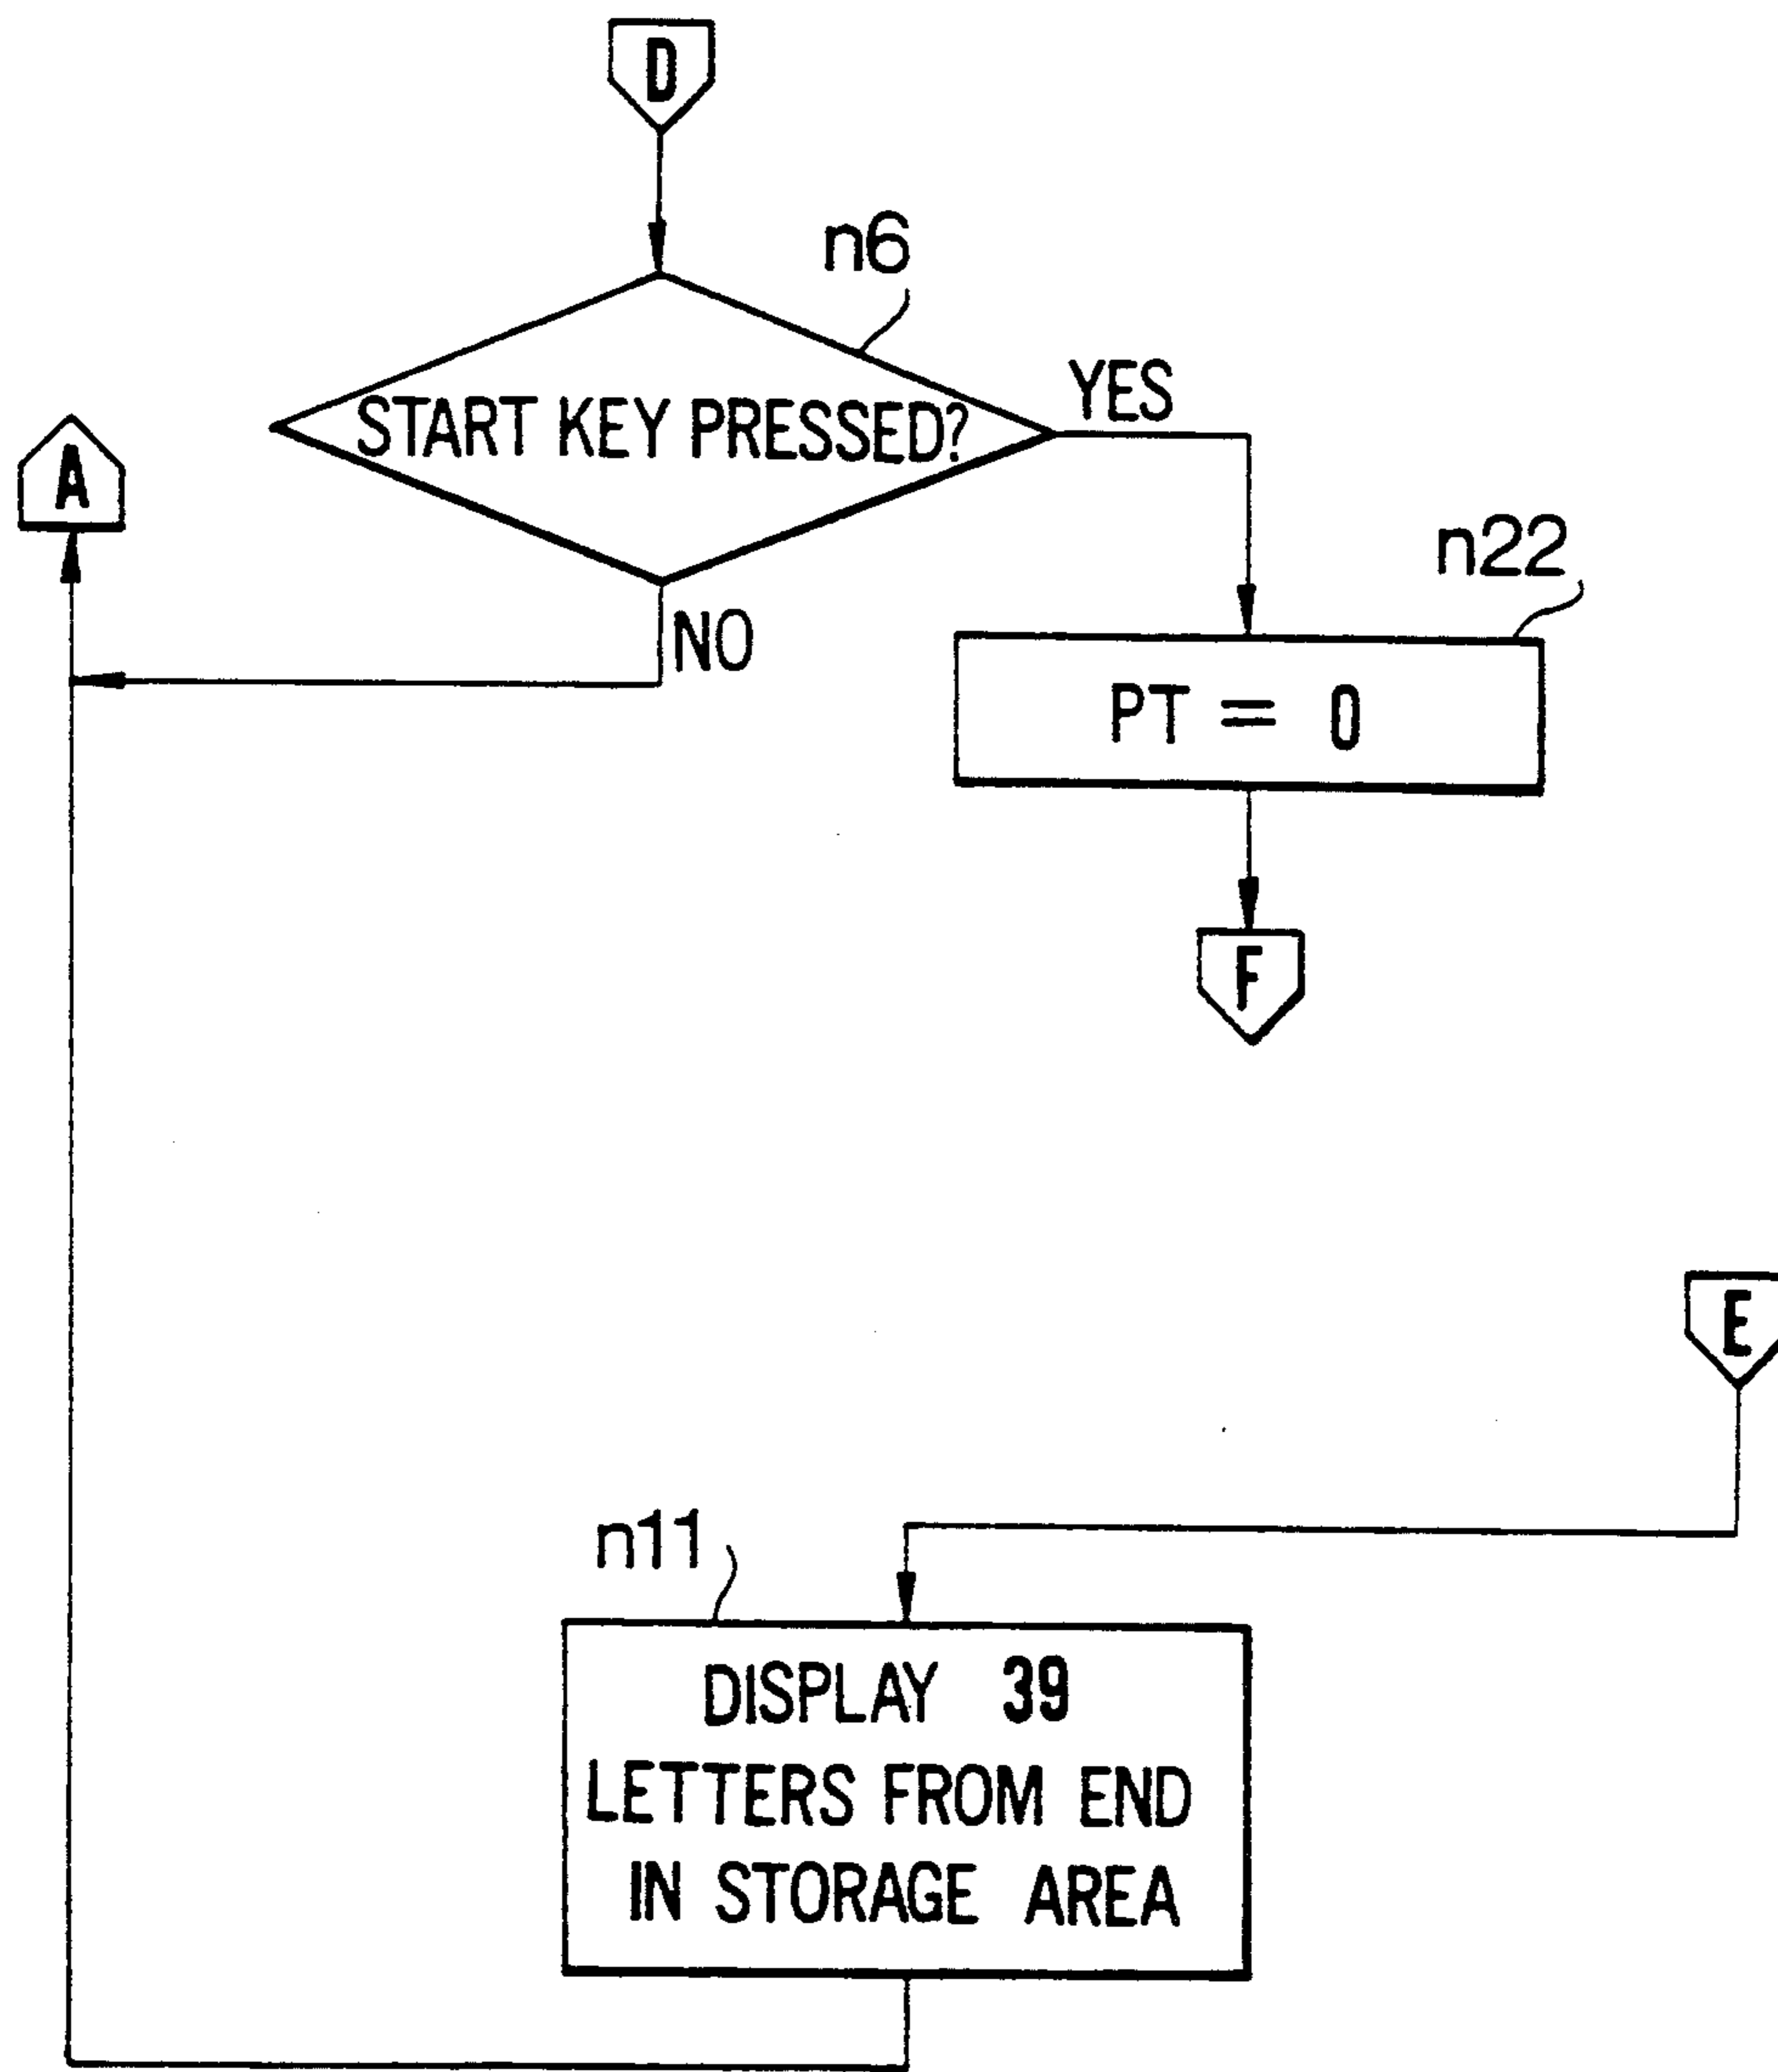 D
n6
START KEY PRESSED?
YES
A
n22
NO
PT = 0
F
E
n11
DISPLAY 39
LETTERS FROM END
IN STORAGE AREA